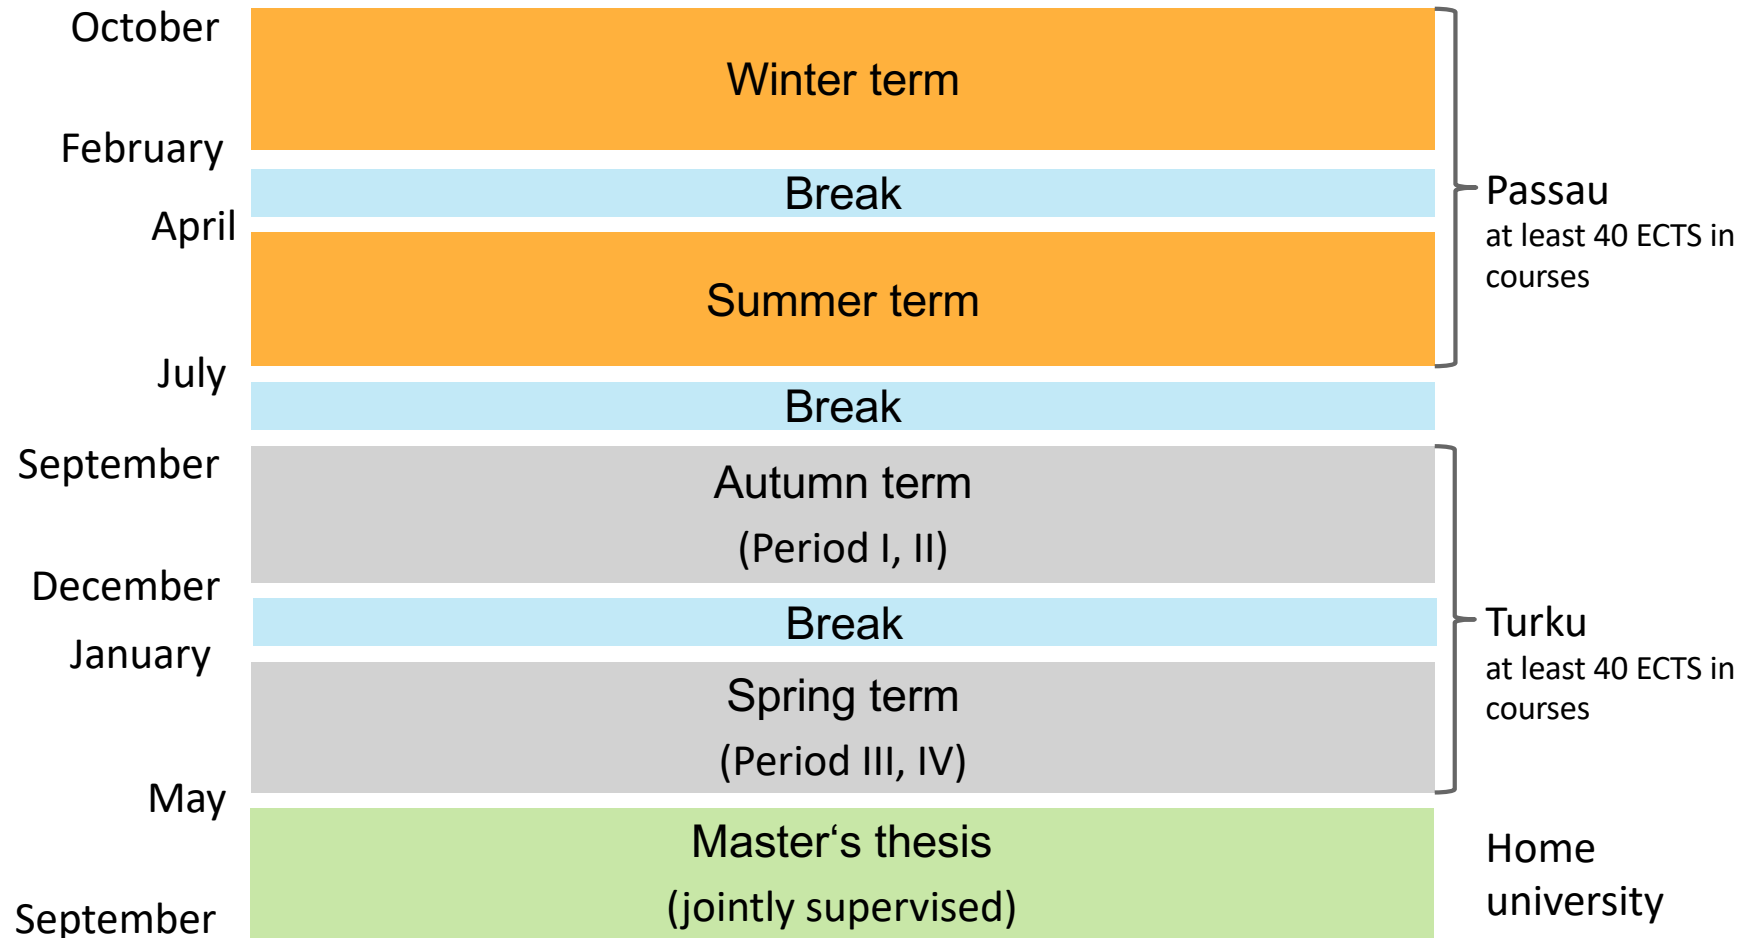 October
Winter term
February
Break
April
Summer term
July
Break
Passau
at least 40 ECTS in
courses
September
Autumn term
(Period I, II)
December
Break
January
Spring term
(Period III, IV)
May
Turku
at least 40 ECTS in
courses
Master‘s thesis
(jointly supervised)
September
Home
university